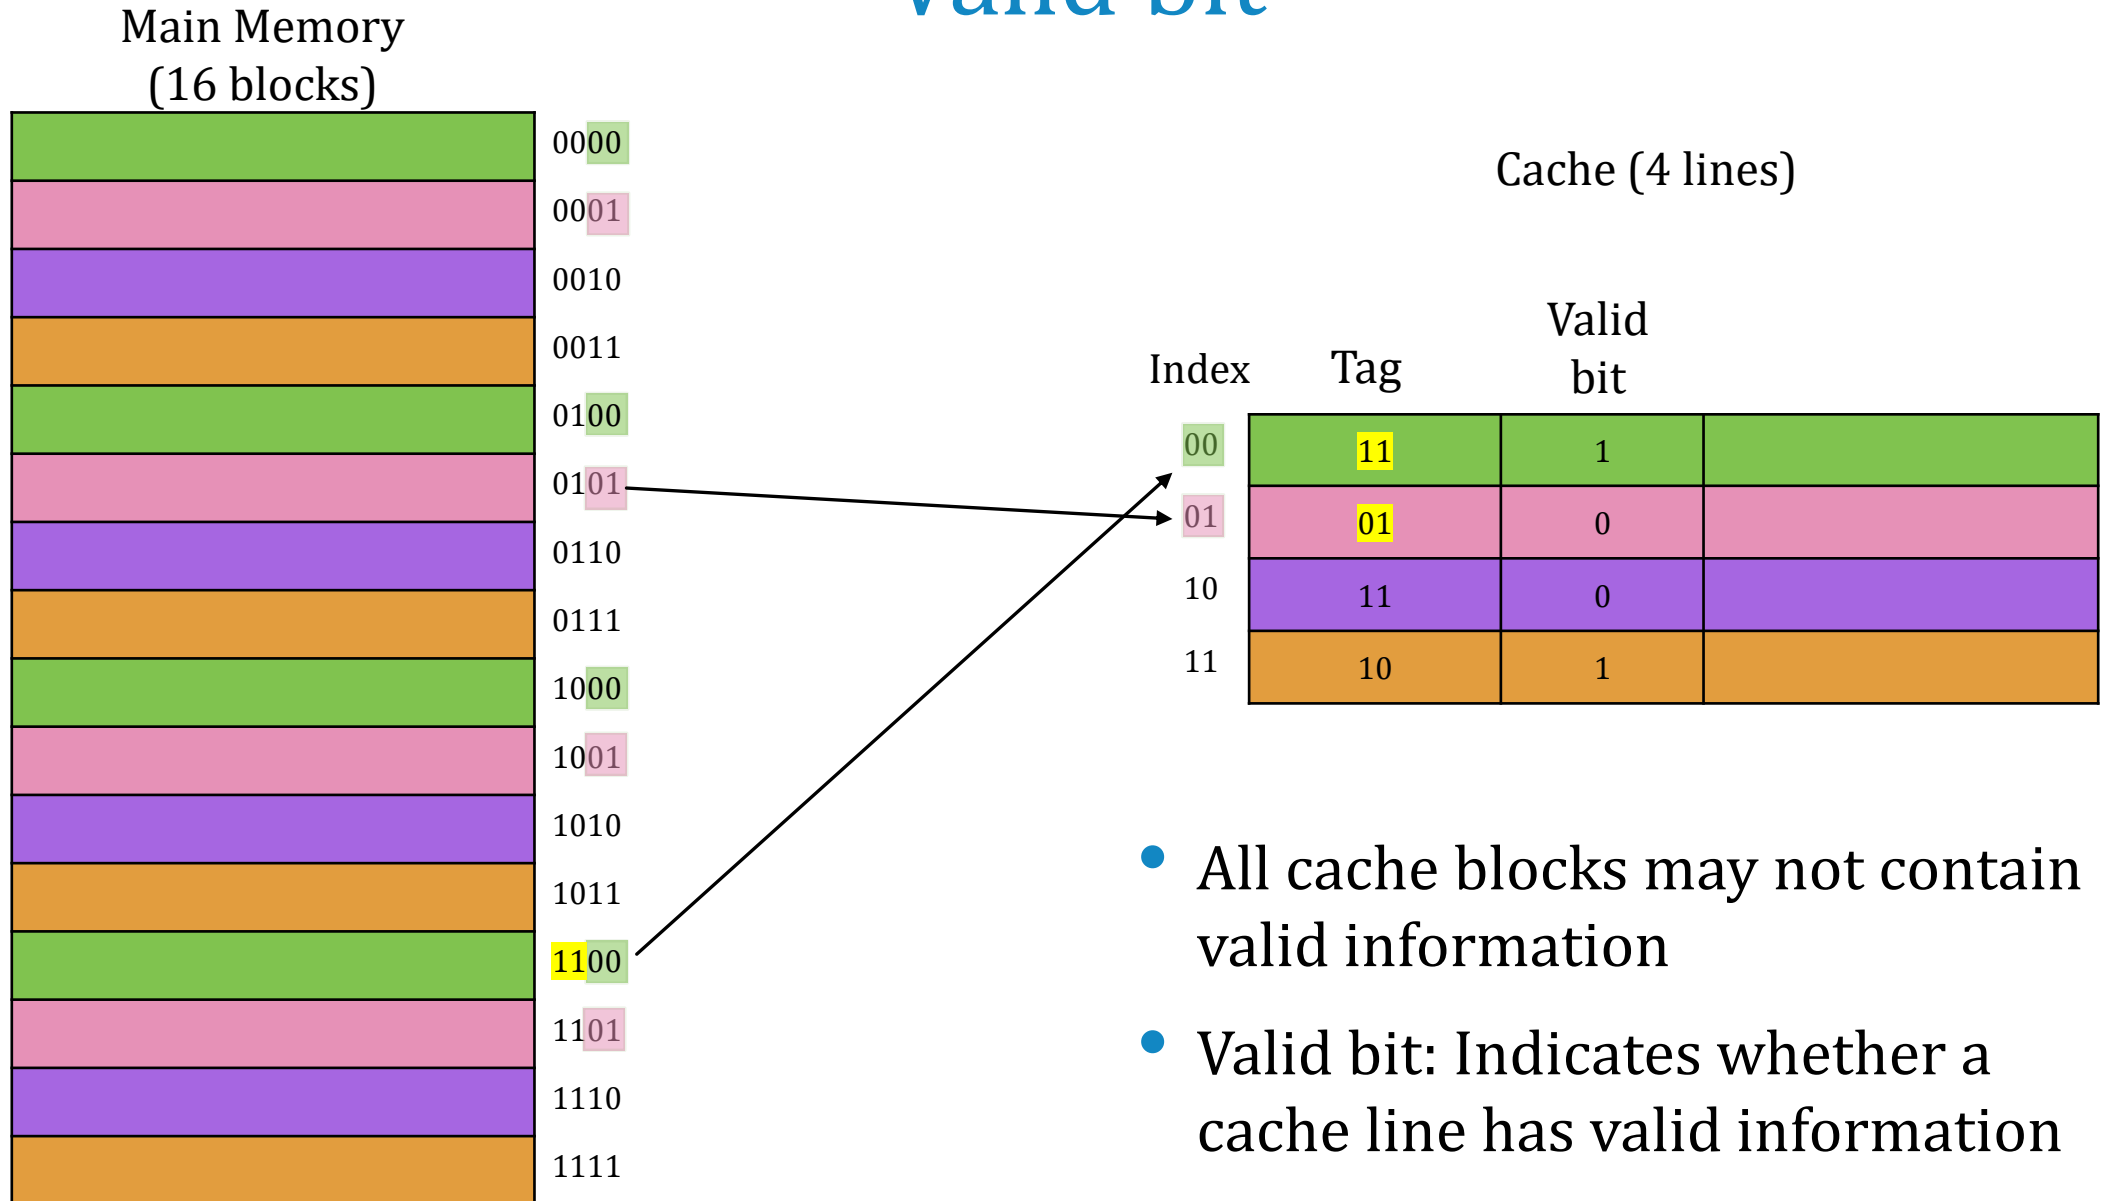 Valid bit
Main Memory
(16 blocks)
0000
0001
0010
0011
0100
0101
0110
0111
1000
1001
1010
1011
1100
1101
1110
1111
Cache (4 lines)
Index Tag Valid bit
00 11 1
01 01 0
10 11 0
11 10 1
All cache blocks may not contain
valid information
Valid bit: Indicates whether a
cache line has valid information